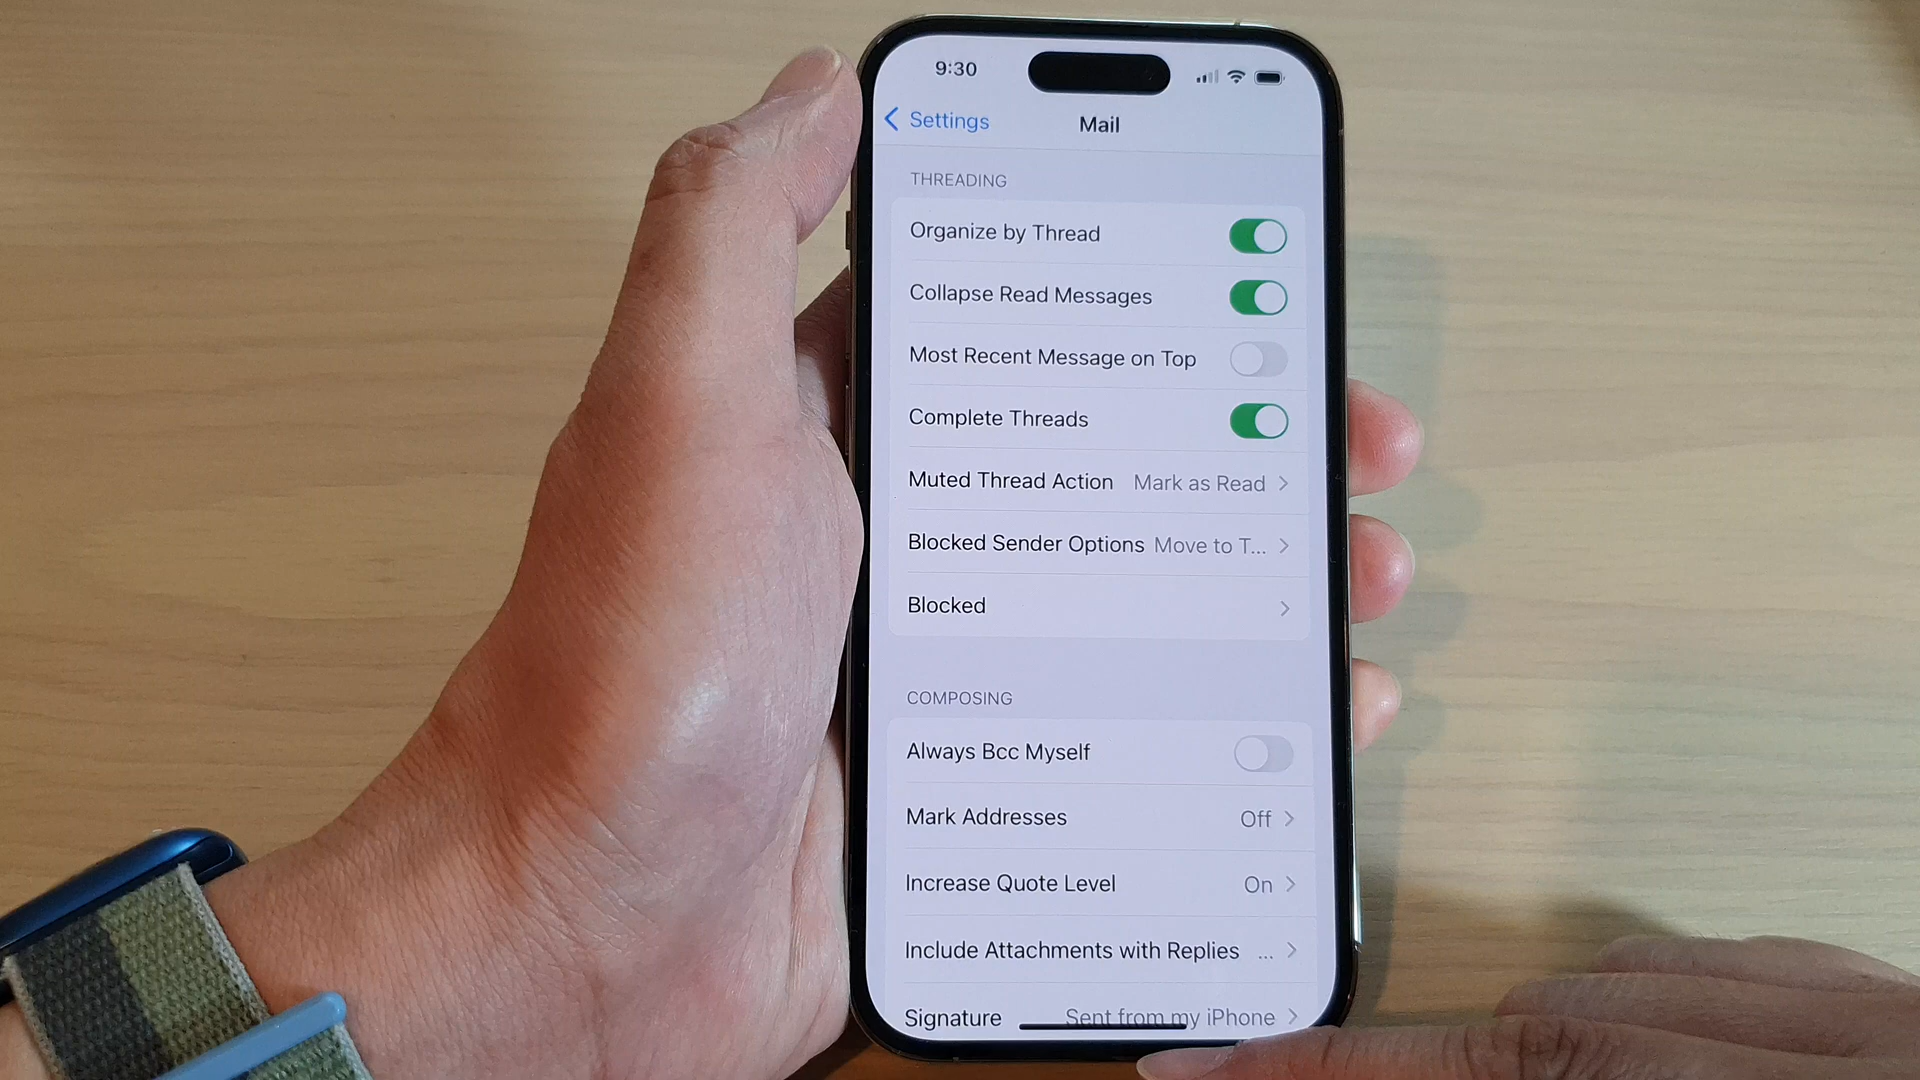 9:30
Settings
Mail
THREADING
Organize by Thread
Collapse Read Messages
Most Recent Message on Top
Complete Threads
Muted Thread Action Mark as Read
Blocked Sender Options Move to T...
Blocked
COMPOSING
Always Bcc Myself
Mark Addresses Off
Increase Quote Level On
Include Attachments with Replies ...
Signature Sent from my iPhone